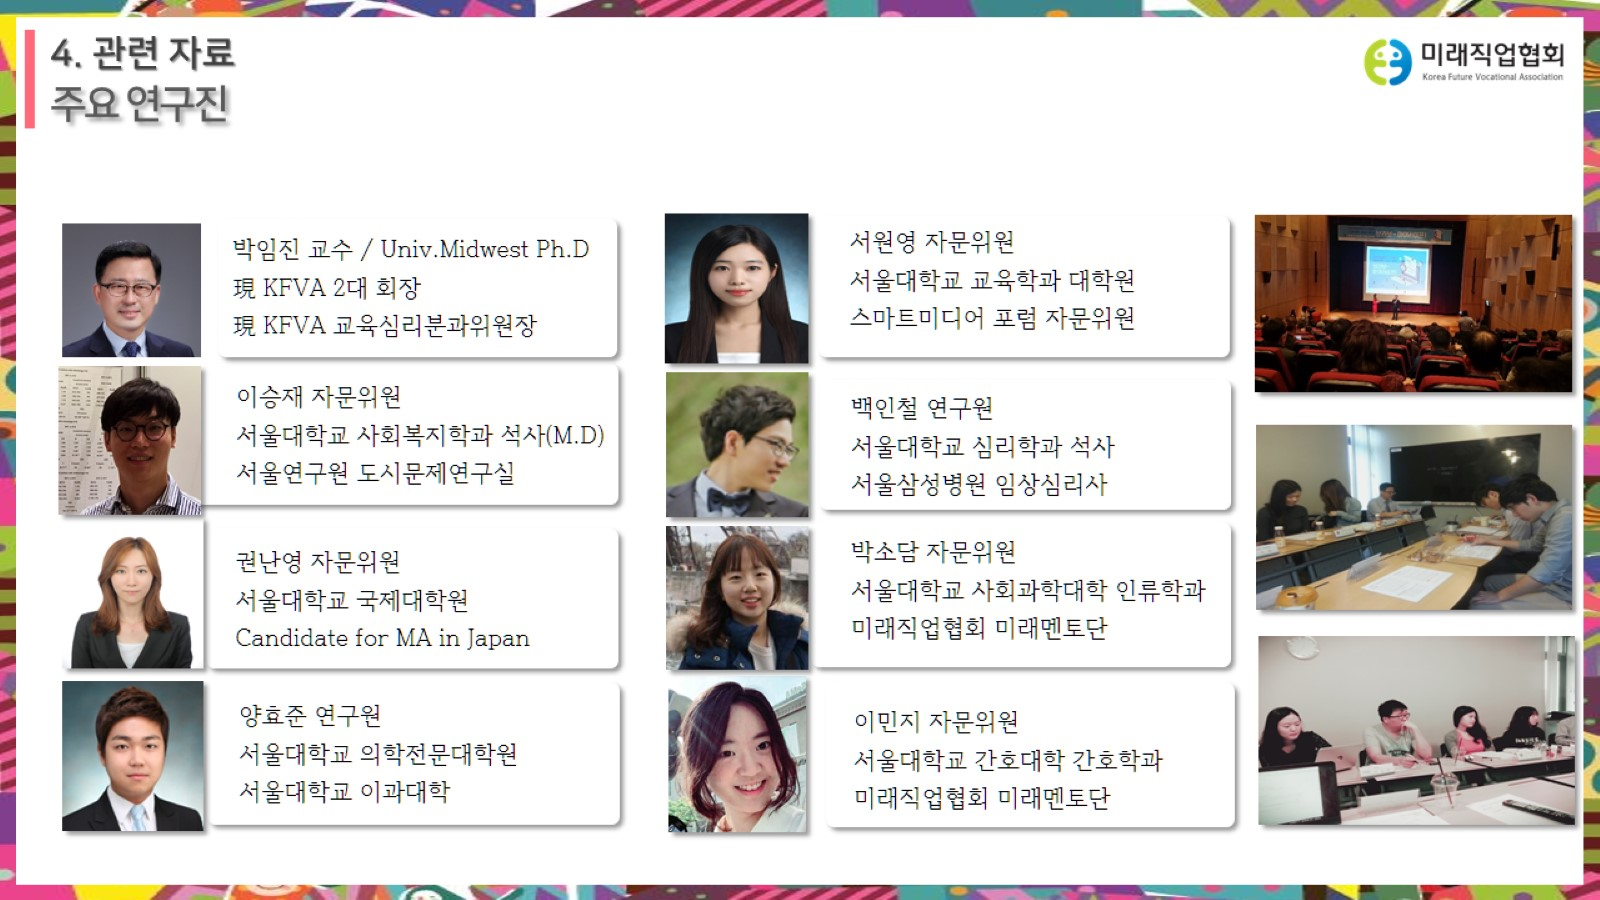 4. 관련 자료
주요 연구진
미래직업협회
Korea Future Vocational Association
박임진 교수 / Univ.Midwest Ph.D
現 KFVA 2대 회장
現 KFVA 교육심리분과위원장
이승재 자문위원
서울대학교 사회복지학과 석사(M.D)
서울연구원 도시문제연구실
권난영 자문위원
서울대학교 국제대학원
Candidate for MA in Japan
양효준 연구원
서울대학교 의학전문대학원
서울대학교 이과대학
서원영 자문위원
서울대학교 교육학과 대학원
스마트미디어 포럼 자문위원
백인철 연구원
서울대학교 심리학과 석사
서울삼성병원 임상심리사
박소담 자문위원
서울대학교 사회과학대학 인류학과
미래직업협회 미래멘토단
이민지 자문위원
서울대학교 간호대학 간호학과
미래직업협회 미래멘토단